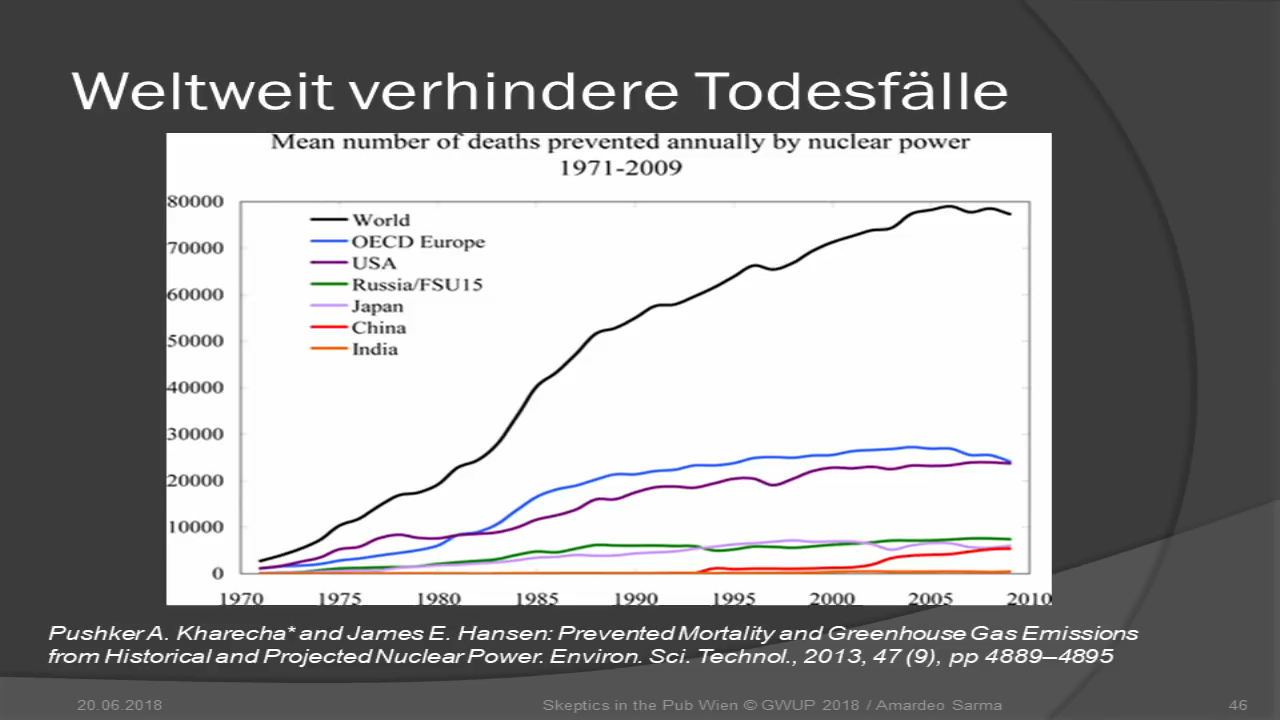 Weltweit verhindere Todesfälle
Mean number of deaths prevented annually by nuclear power
1971-2009
80000
70000
60000
50000
40000
30000
20000
10000
0
World
OECD Europe
USA
Russia/FSU15
Japan
China
India
1970 1975 1980 1985 1990 1995 2000 2005 2010
Pushker A. Kharecha* and James E. Hansen: Prevented Mortality and Greenhouse Gas Emissions
from Historical and Projected Nuclear Power. Environ. Sci. Technol., 2013, 47 (9), pp 4889–4895
20.06.2018 Skeptics in the Pub Wien © GWUP 2018 / Amardeo Sarma 46